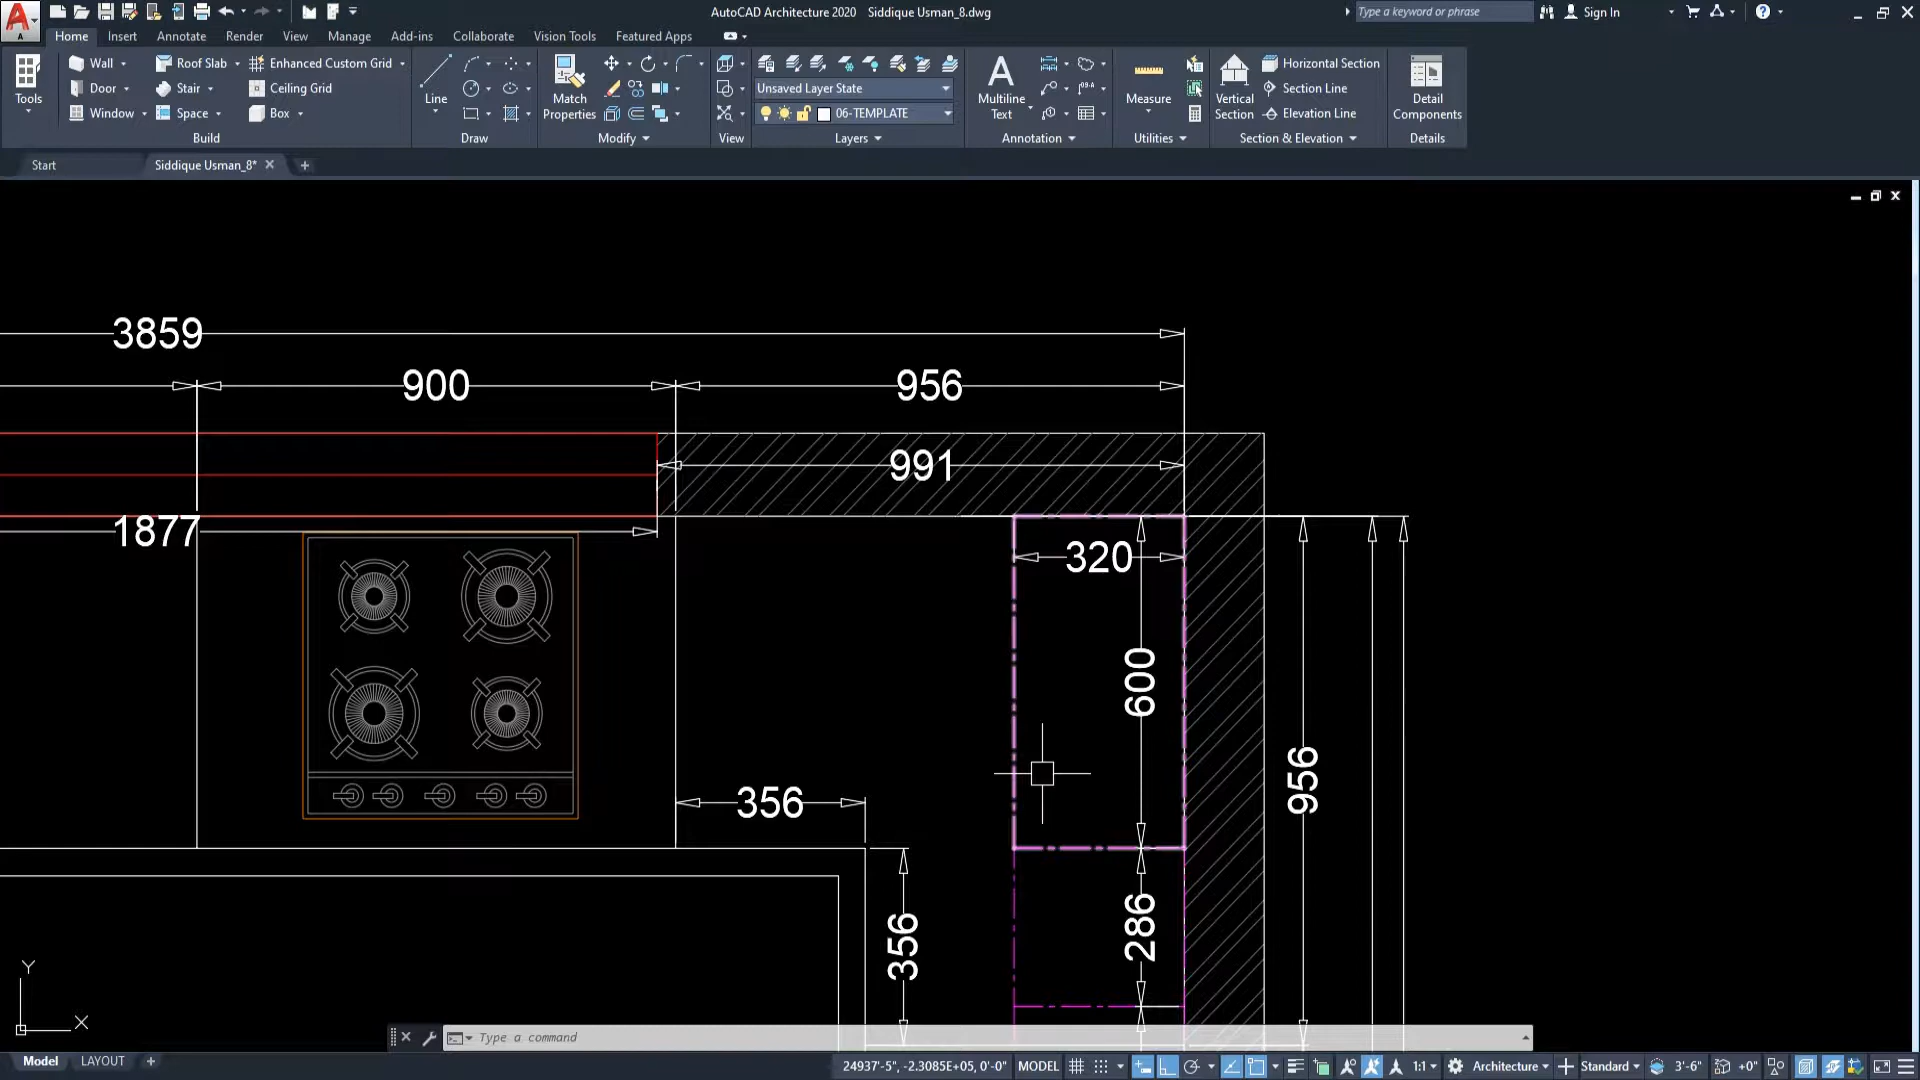 AutoCAD Architecture 2020 Siddique Usman_8.dwg
Type a keyword or phrase
Sign In
Home Insert Annotate Render View Manage Add-ins Collaborate Vision Tools Featured Apps
Tools
Wall
Door
Window
Roof Slab
Stair
Space
Enhanced Custom Grid
Ceiling Grid
Box
Build
Line
Draw
Match
Properties
Modify
View
Unsaved Layer State
06-TEMPLATE
Layers
A
Multiline
Text
Annotation
Measure
Utilities
Vertical
Section
Horizontal Section
Section Line
Elevation Line
Section & Elevation
Detail
Components
Details
Start
Siddique Usman_8*
3859
900
956
991
1877
320
600
956
356
286
356
Y
X
Type a command
Model LAYOUT
24937'-5", -2.3085E+05, 0'-0" MODEL
1:1 Architecture Standard 3'-6" +0"